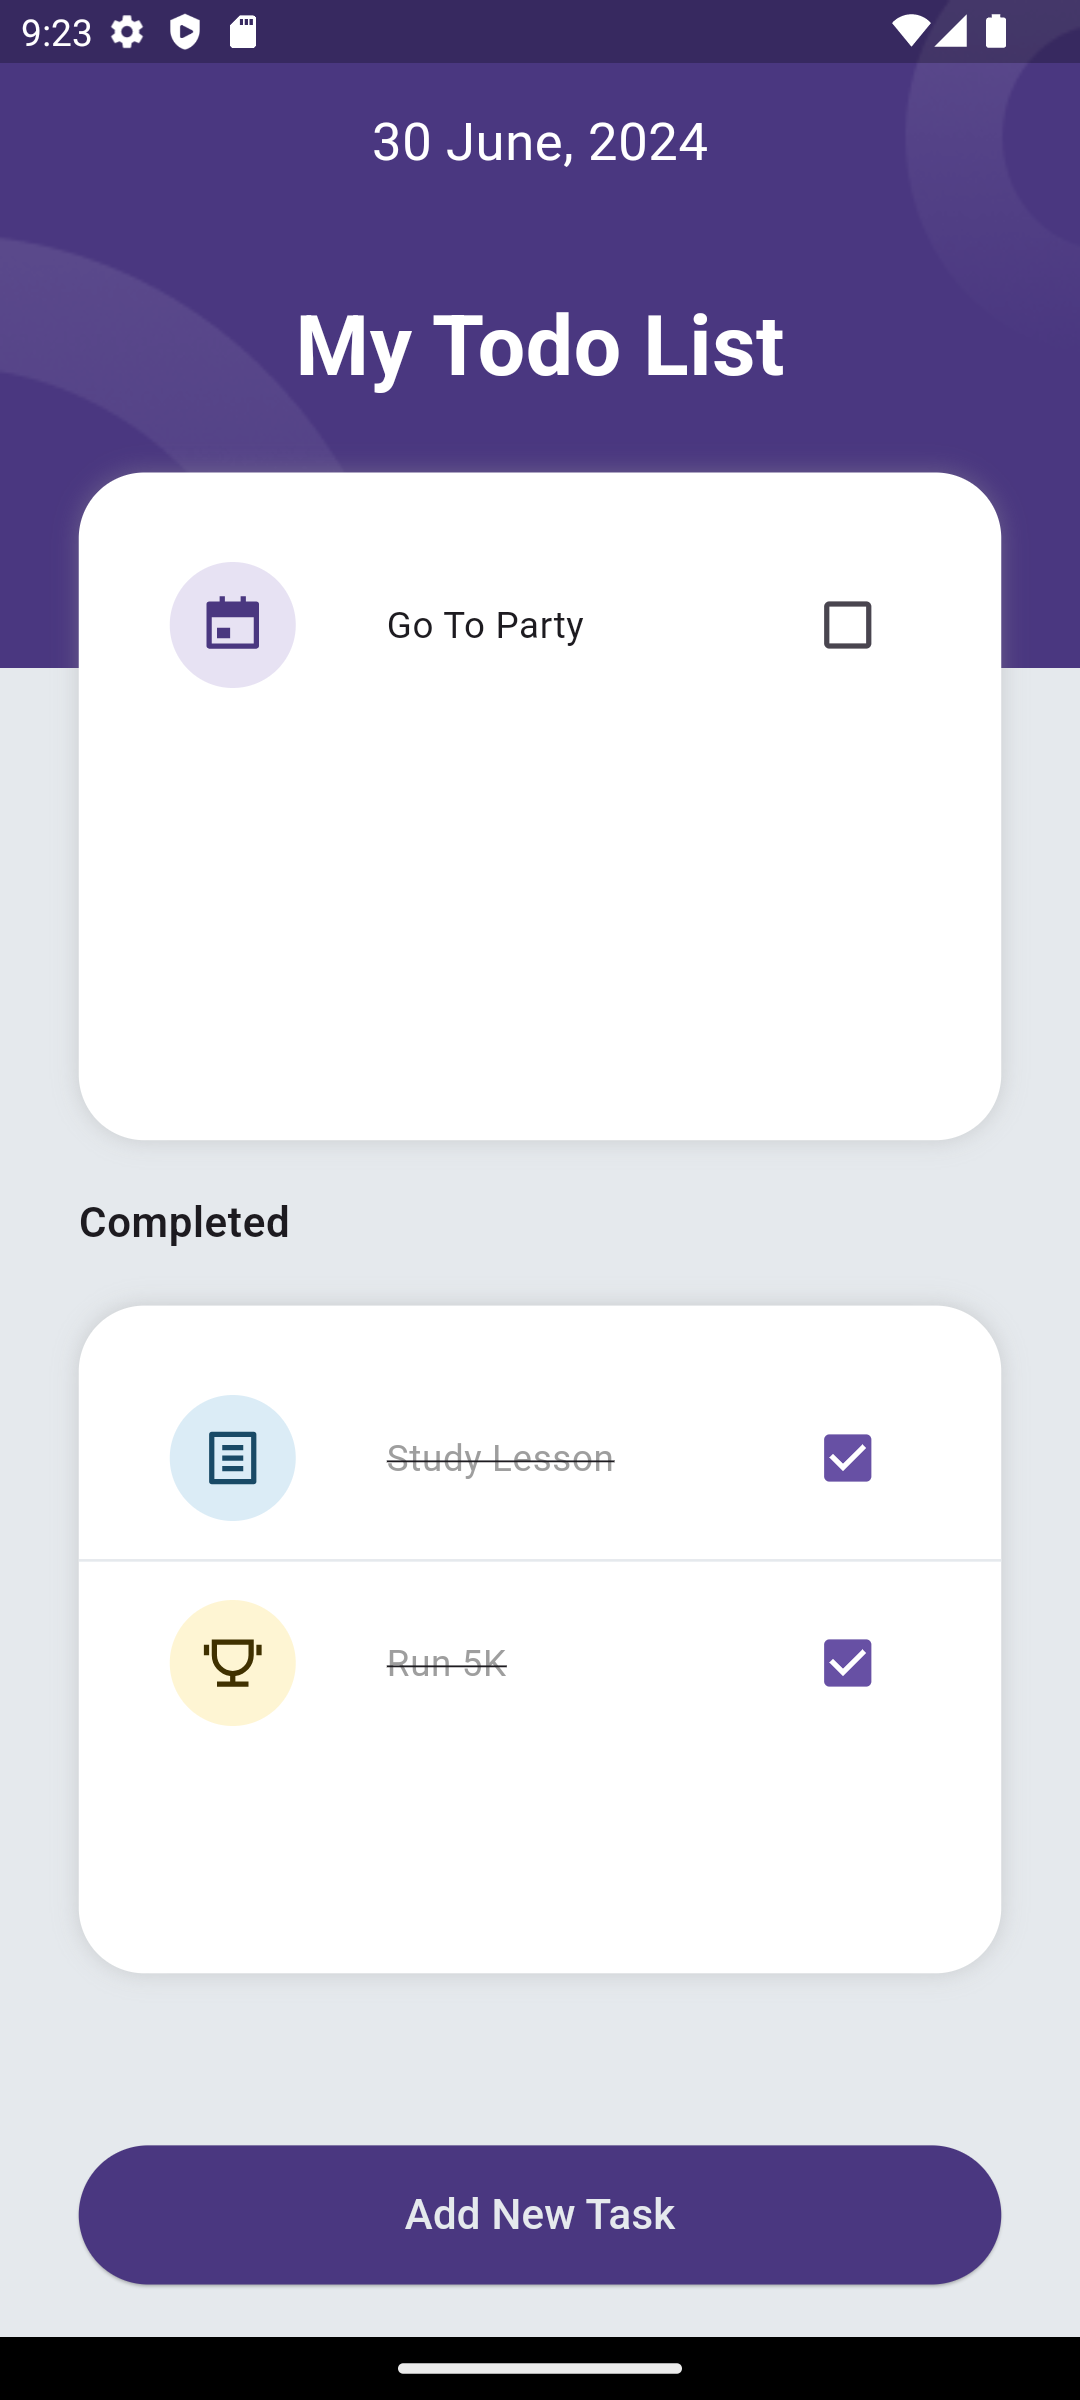 9:23
30 June, 2024
My Todo List
Go To Party
Completed
Study Lesson
Run 5K
Add New Task